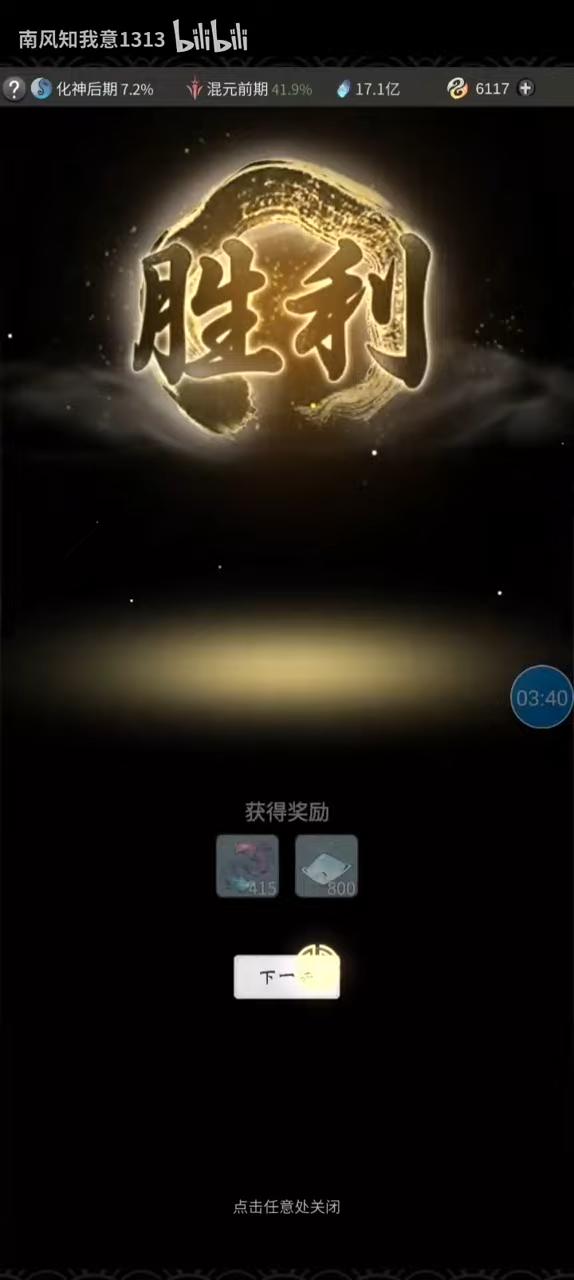 南风知我意1313 bilibili
? 化神后期 7.2% 混元前期 41.9% 17.1亿 6117 +
胜利
03:40
获得奖励
415 800
下一
点击任意处关闭